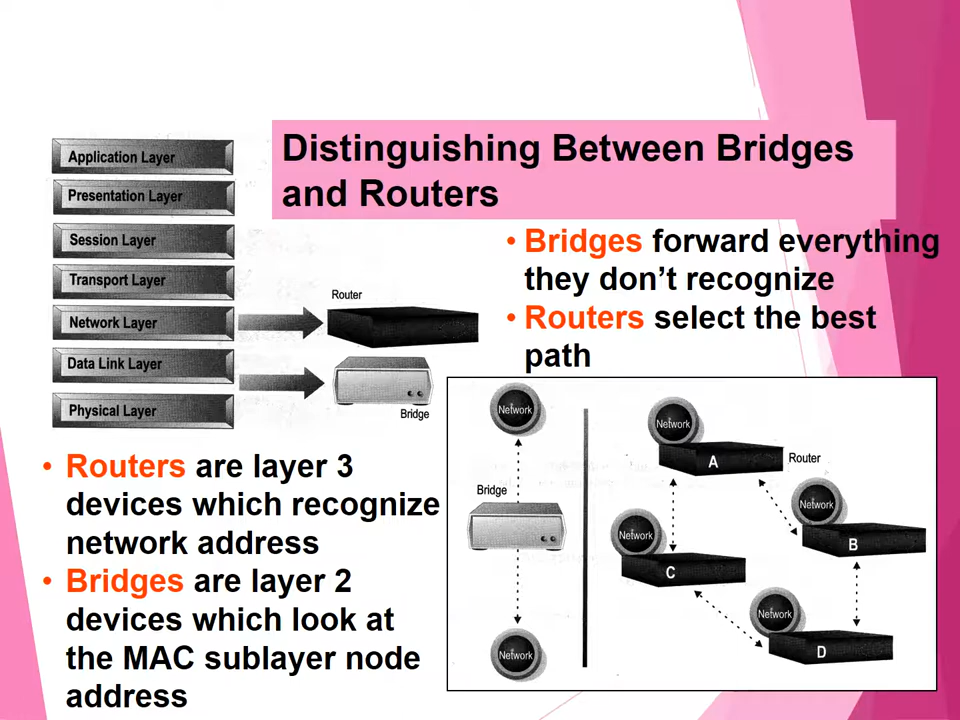 Distinguishing Between Bridges
and Routers
Application Layer
Presentation Layer
Session Layer
Transport Layer
Network Layer
Data Link Layer
Physical Layer
Router
Bridge
• Bridges forward everything
they don’t recognize
• Routers select the best
path
• Routers are layer 3
devices which recognize
network address
• Bridges are layer 2
devices which look at
the MAC sublayer node
address
Network
Bridge
Network
Network
A
Router
Network
B
Network
C
Network
D